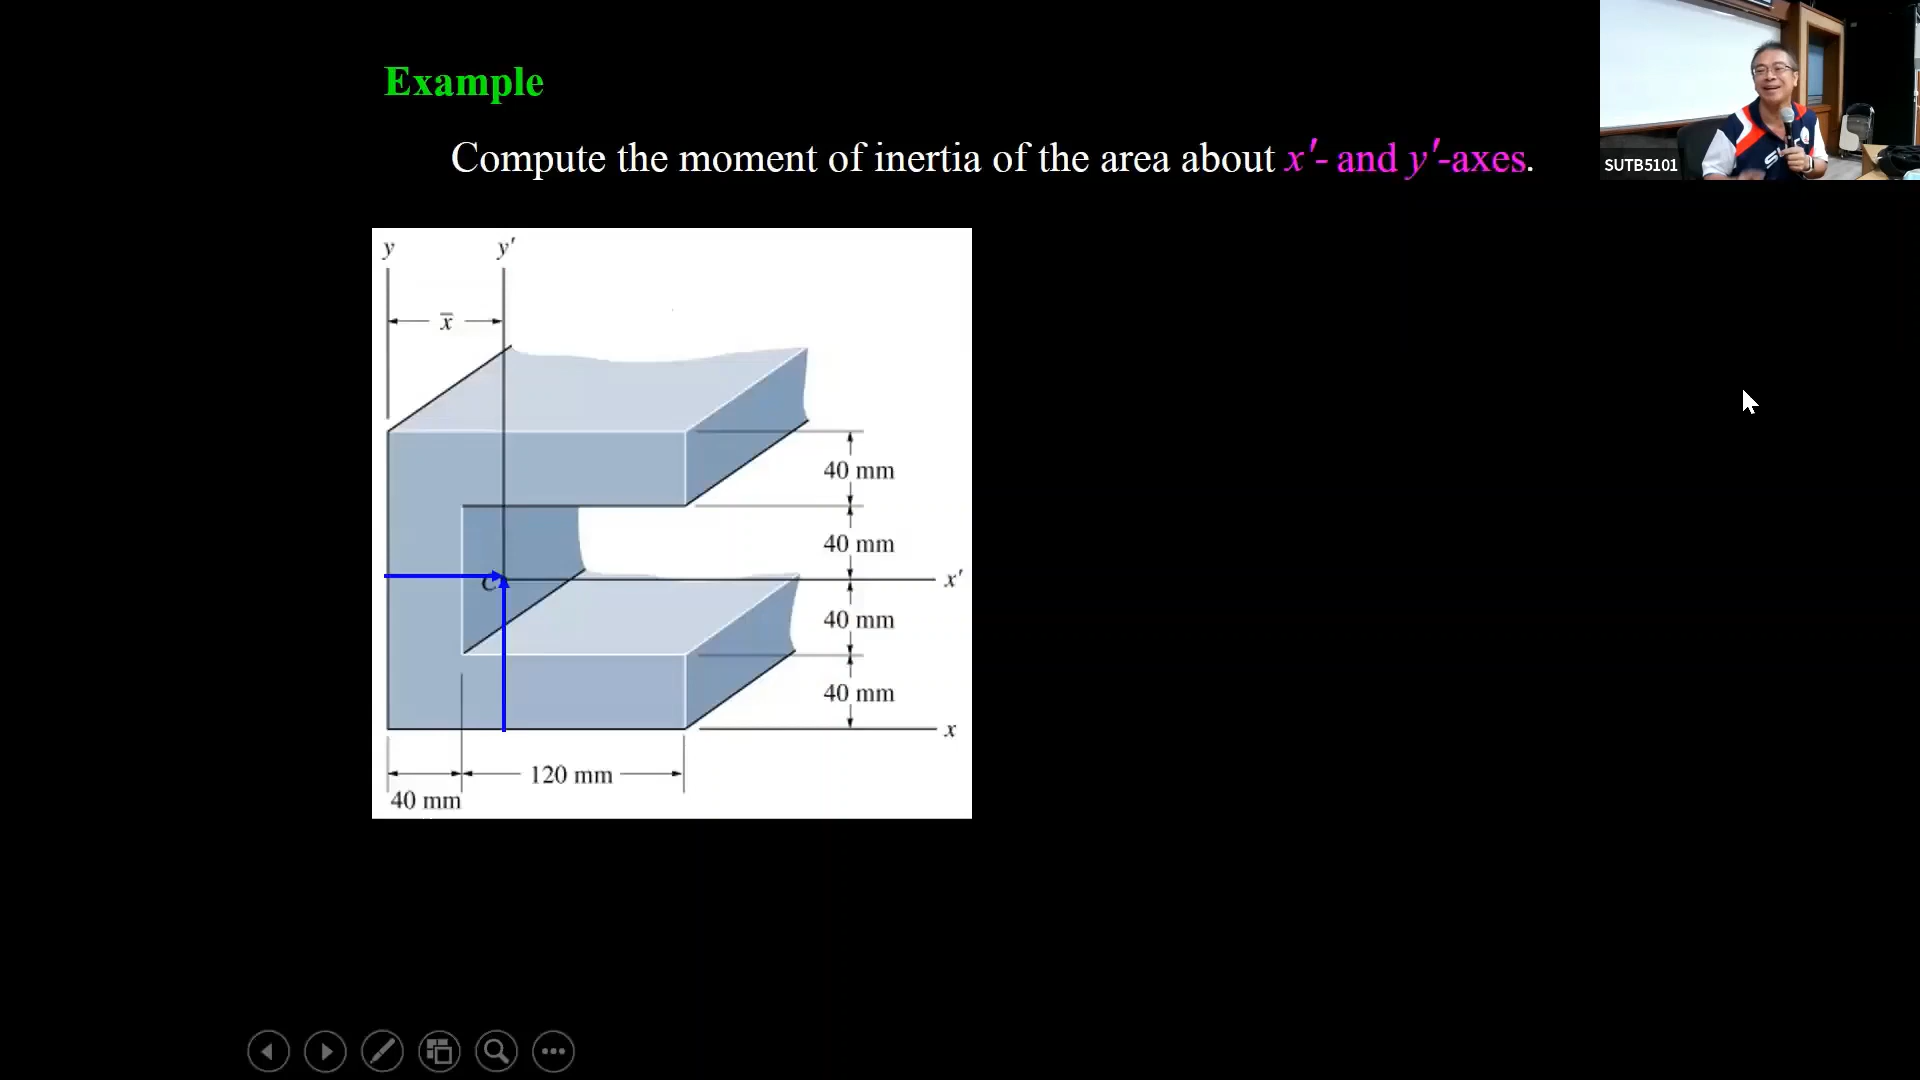 Example
Compute the moment of inertia of the area about x′- and y′-axes.
SUTB5101
y
y′
x̄
40 mm
40 mm
C
x′
40 mm
40 mm
x
120 mm
40 mm